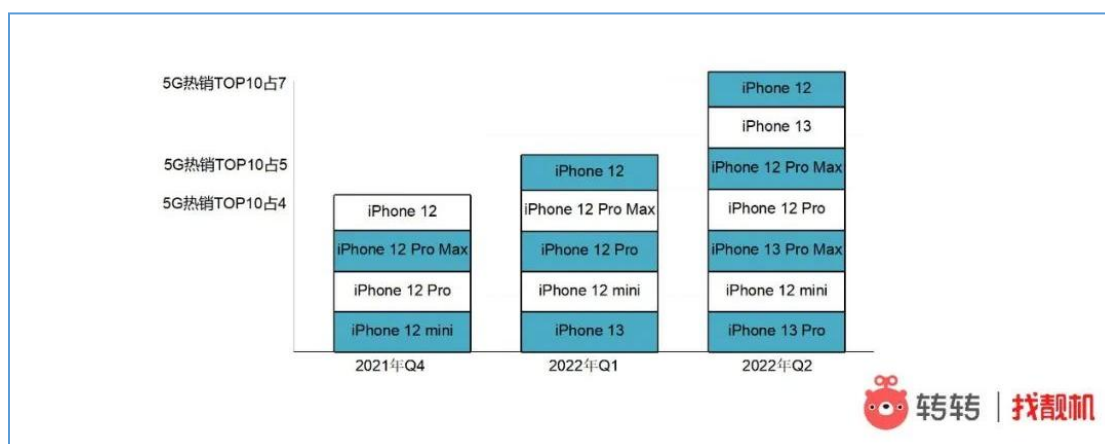 5G热销TOP10占7
5G热销TOP10占5
5G热销TOP10占4
iPhone 12
iPhone 12 Pro Max
iPhone 12 Pro
iPhone 12 mini
iPhone 12
iPhone 12 Pro Max
iPhone 12 Pro
iPhone 12 mini
iPhone 13
iPhone 12
iPhone 13
iPhone 12 Pro Max
iPhone 12 Pro
iPhone 13 Pro Max
iPhone 12 mini
iPhone 13 Pro
2021年Q4
2022年Q1
2022年Q2
转转 | 找靓机